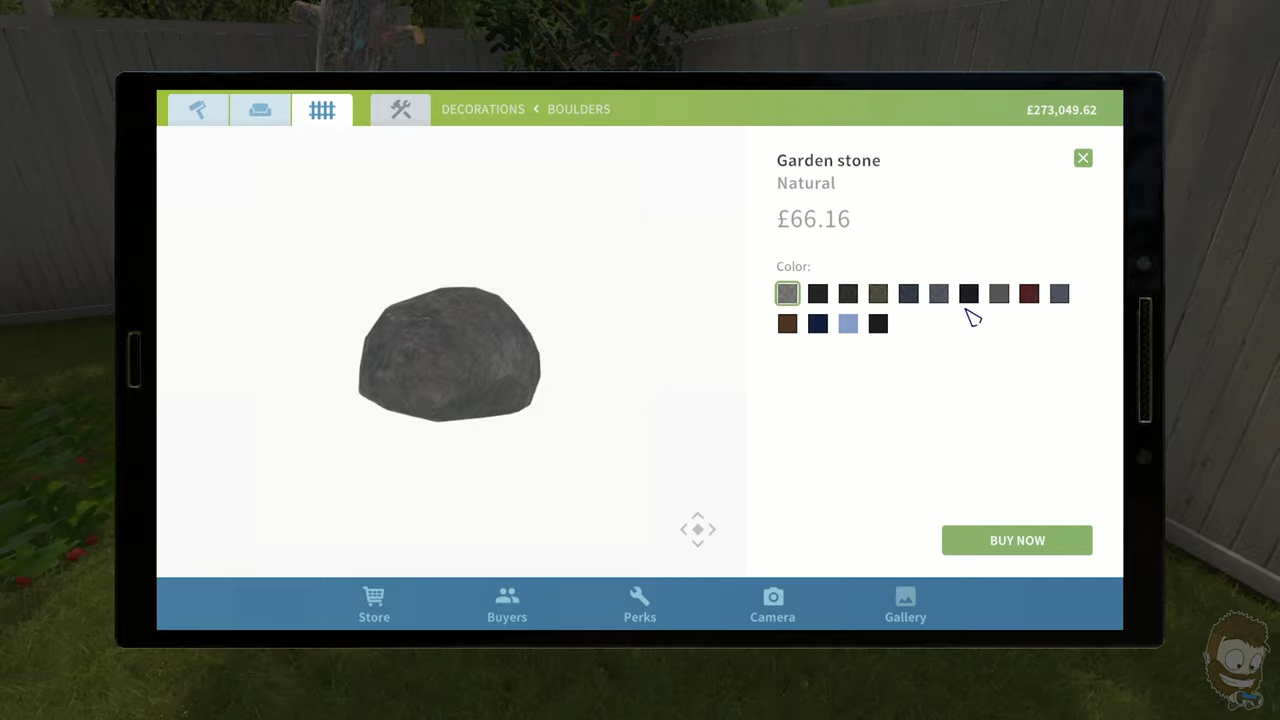 DECORATIONS < BOULDERS
£273,049.62
Garden stone
Natural
£66.16
Color:
BUY NOW
Store
Buyers
Perks
Camera
Gallery